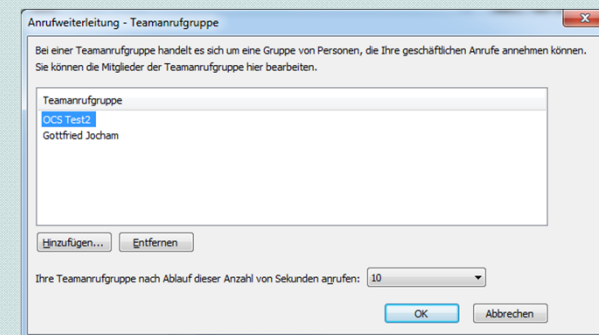 Anrufweiterleitung - Teamanrufgruppe
Bei einer Teamanrufgruppe handelt es sich um eine Gruppe von Personen, die Ihre geschäftlichen Anrufe annehmen können.
Sie können die Mitglieder der Teamanrufgruppe hier bearbeiten.
Teamanrufgruppe
OCS Test2
Gottfried Jocham
Hinzufügen... Entfernen
Ihre Teamanrufgruppe nach Ablauf dieser Anzahl von Sekunden anrufen: 10
OK Abbrechen